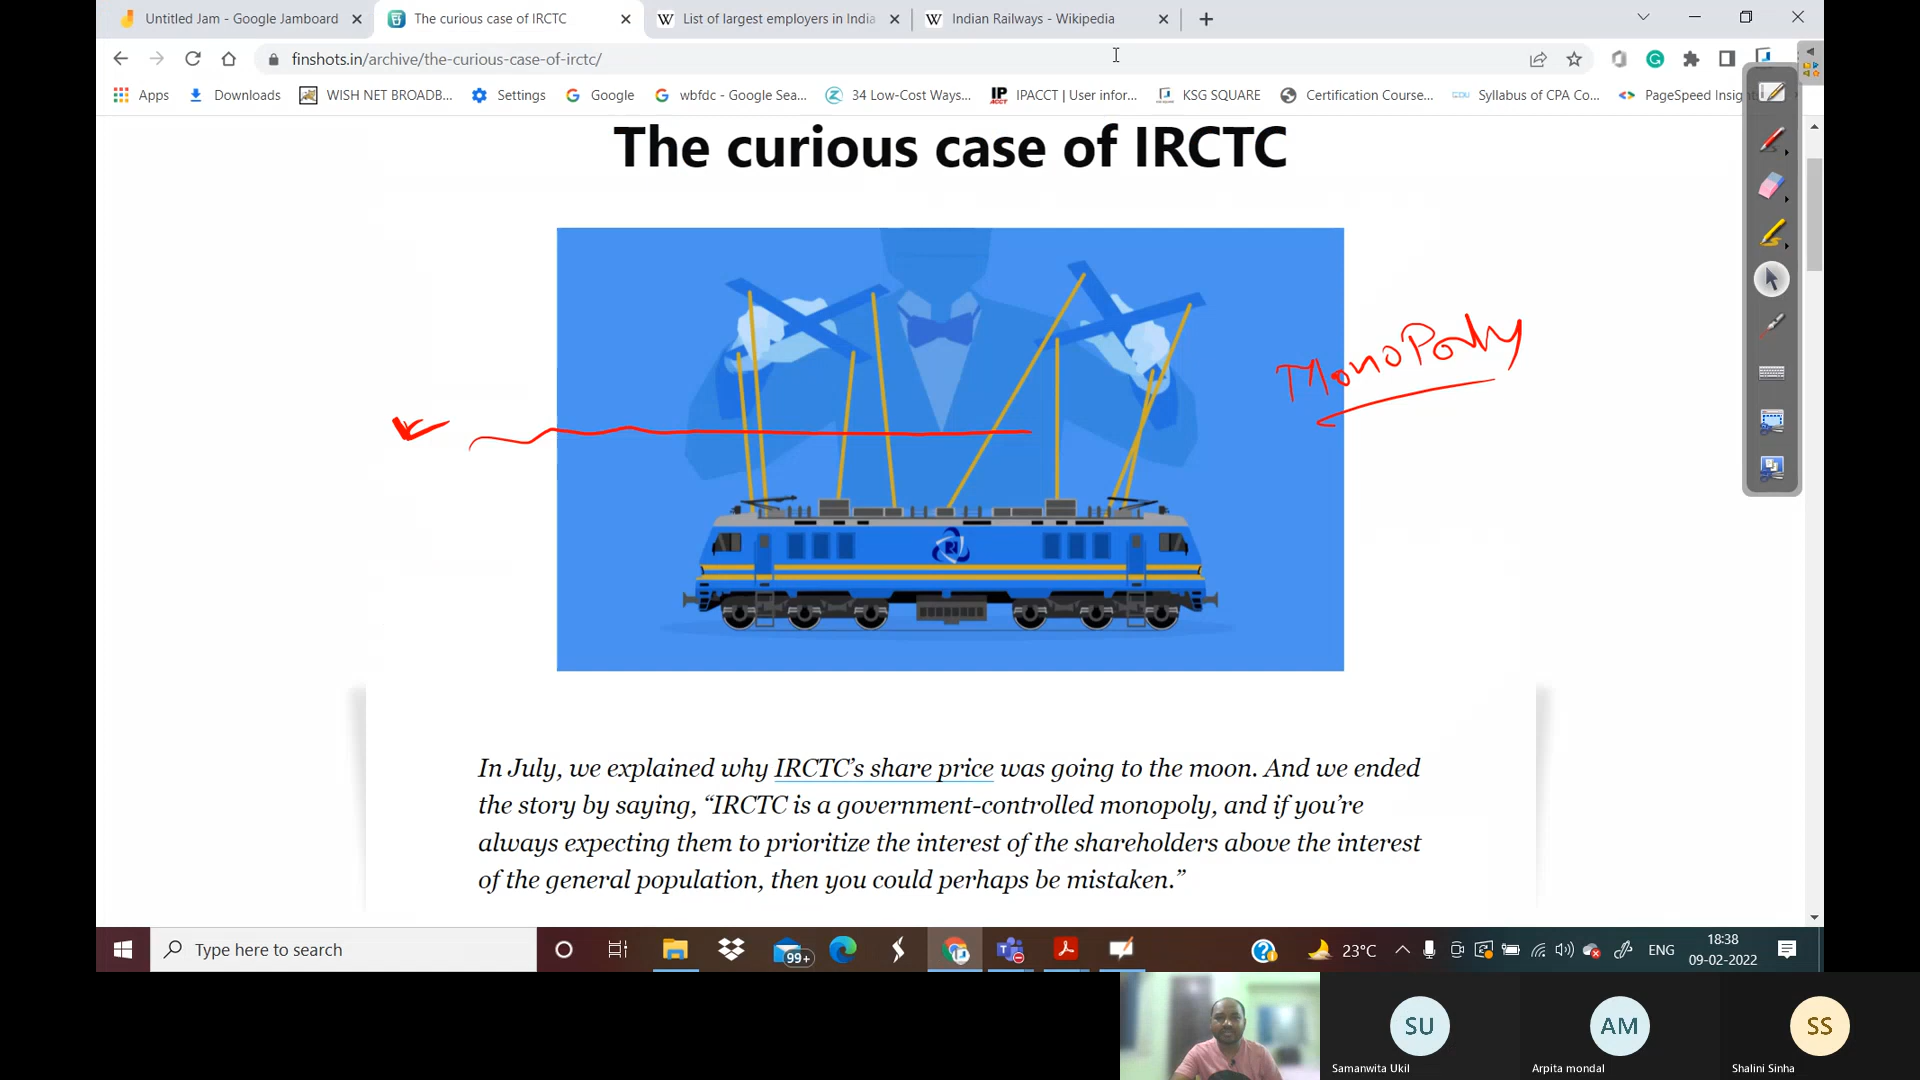 Untitled Jam - Google Jamboard
The curious case of IRCTC
List of largest employers in India
Indian Railways - Wikipedia
finshots.in/archive/the-curious-case-of-irctc/
Apps
Downloads
WISH NET BROADB...
Settings
Google
wbfdc - Google Sea...
34 Low-Cost Ways...
IPACCT | User infor...
KSG SQUARE
Certification Course...
Syllabus of CPA Co...
PageSpeed Insig
The curious case of IRCTC
MonoPoly
In July, we explained why IRCTC’s share price was going to the moon. And we ended
the story by saying, “IRCTC is a government-controlled monopoly, and if you’re
always expecting them to prioritize the interest of the shareholders above the interest
of the general population, then you could perhaps be mistaken.”
Type here to search
99+
23°C
ENG
18:38
09-02-2022
SU
AM
SS
Samanwita Ukil
Arpita mondal
Shalini Sinha